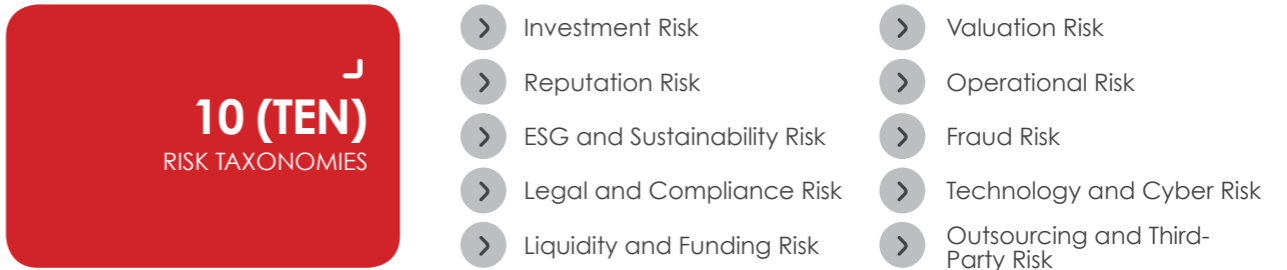 10 (TEN)
RISK TAXONOMIES
Investment Risk
Reputation Risk
ESG and Sustainability Risk
Legal and Compliance Risk
Liquidity and Funding Risk
Valuation Risk
Operational Risk
Fraud Risk
Technology and Cyber Risk
Outsourcing and Third-
Party Risk